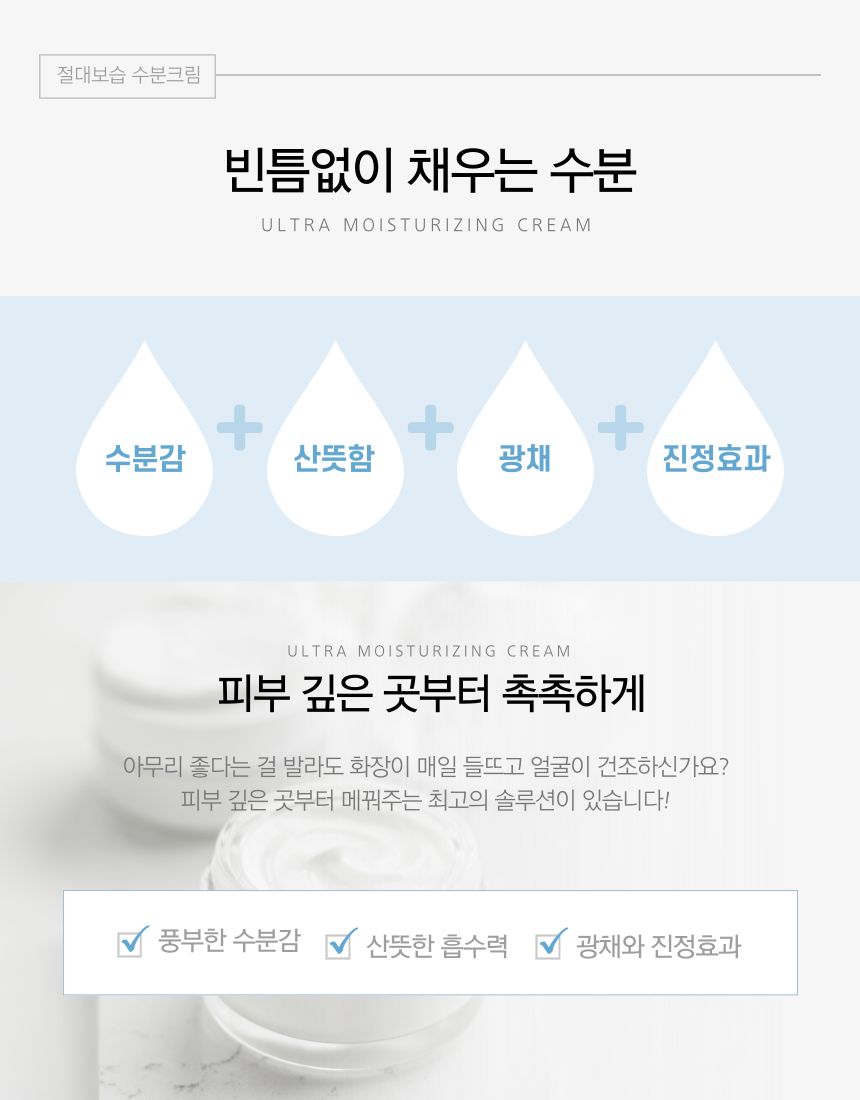 절대보습 수분크림
빈틈없이 채우는 수분
ULTRA MOISTURIZING CREAM
수분감 + 산뜻함 + 광채 + 진정효과
ULTRA MOISTURIZING CREAM
피부 깊은 곳부터 촉촉하게
아무리 좋다는 걸 발라도 화장이 매일 들뜨고 얼굴이 건조하신가요?
피부 깊은 곳부터 메꿔주는 최고의 솔루션이 있습니다!
풍부한 수분감 산뜻한 흡수력 광채와 진정효과